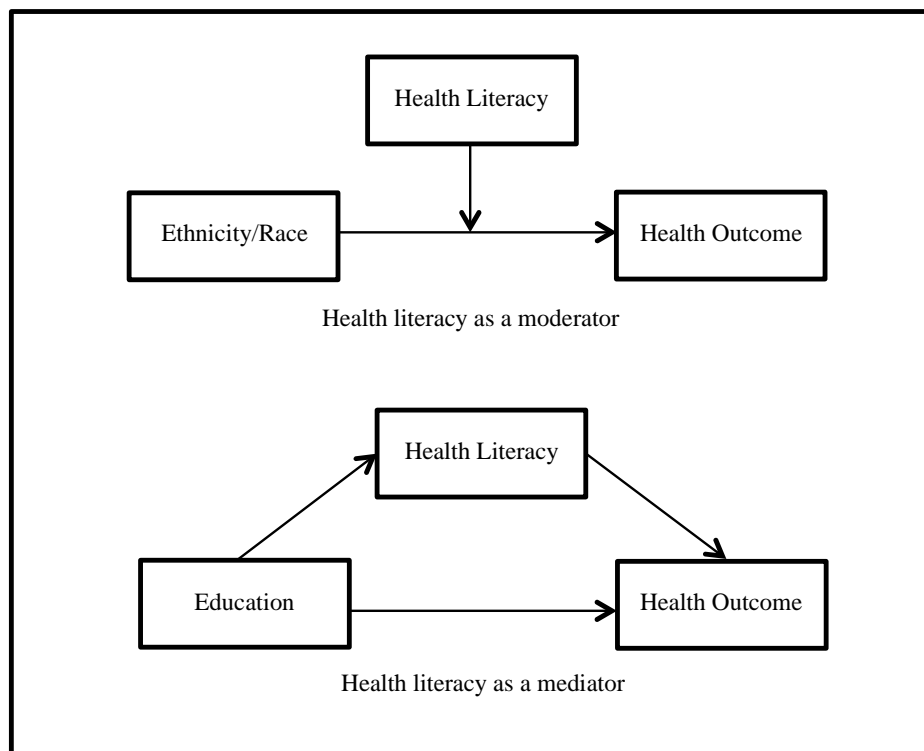 Health Literacy
Ethnicity/Race
Health Outcome
Health literacy as a moderator
Health Literacy
Education
Health Outcome
Health literacy as a mediator